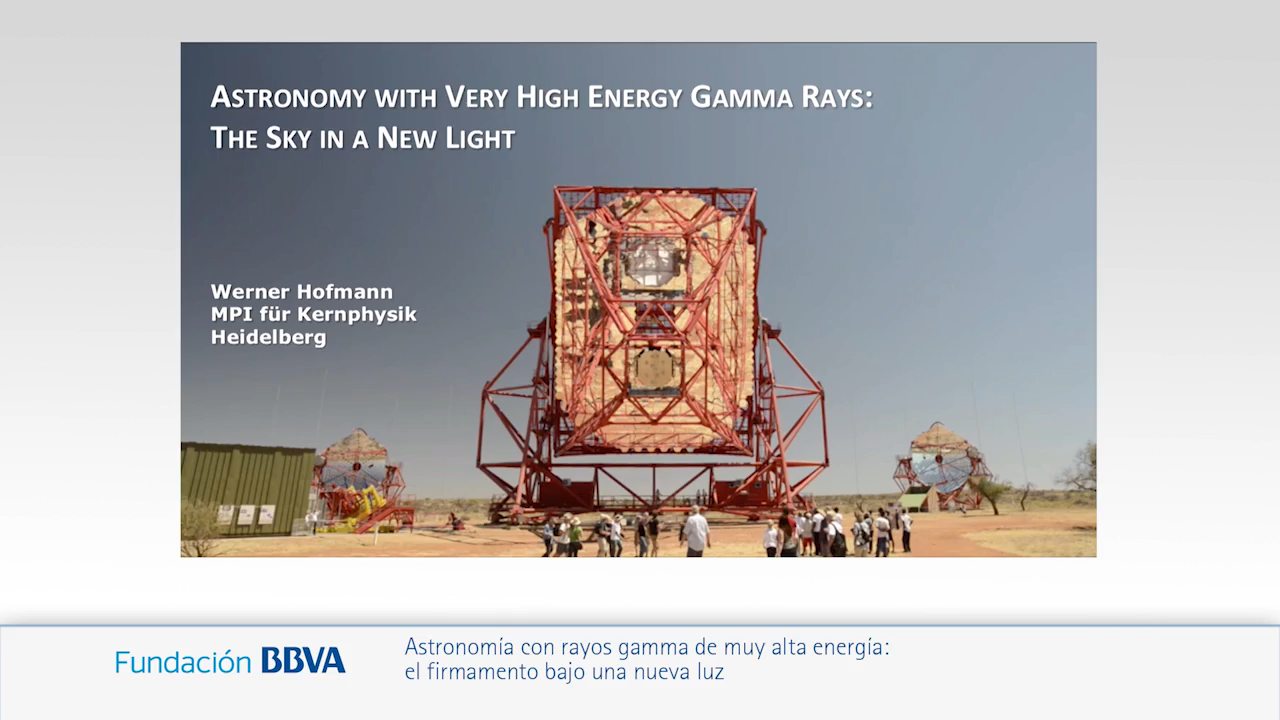 ASTRONOMY WITH VERY HIGH ENERGY GAMMA RAYS:
THE SKY IN A NEW LIGHT
Werner Hofmann
MPI für Kernphysik
Heidelberg
Fundación BBVA
Astronomía con rayos gamma de muy alta energía:
el firmamento bajo una nueva luz